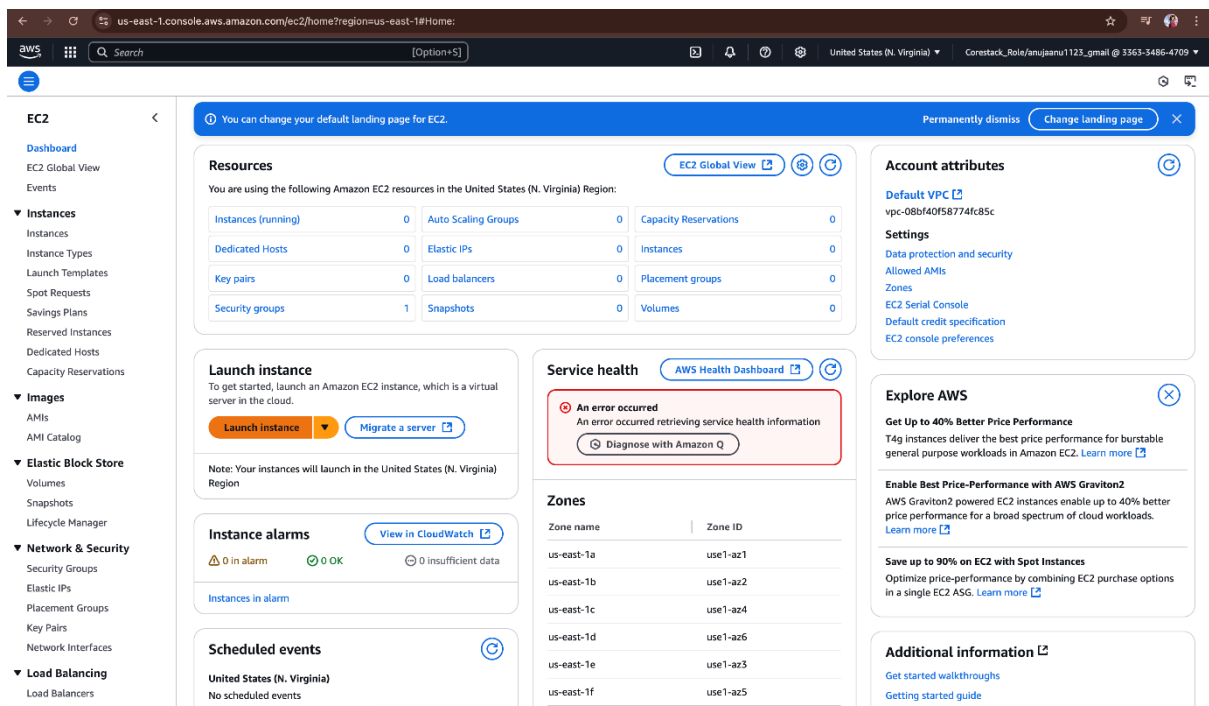 us-east-1.console.aws.amazon.com/ec2/home?region=us-east-1#Home:
aws
Search
[Option+S]
United States (N. Virginia)
Corestack_Role/anujaanu1123_gmail @ 3363-3486-4709
EC2
Dashboard
EC2 Global View
Events
Instances
Instances
Instance Types
Launch Templates
Spot Requests
Savings Plans
Reserved Instances
Dedicated Hosts
Capacity Reservations
Images
AMIs
AMI Catalog
Elastic Block Store
Volumes
Snapshots
Lifecycle Manager
Network & Security
Security Groups
Elastic IPs
Placement Groups
Key Pairs
Network Interfaces
Load Balancing
Load Balancers
You can change your default landing page for EC2.
Permanently dismiss
Change landing page
Resources
EC2 Global View
You are using the following Amazon EC2 resources in the United States (N. Virginia) Region:
Instances (running) 0
Auto Scaling Groups 0
Capacity Reservations 0
Dedicated Hosts 0
Elastic IPs 0
Instances 0
Key pairs 0
Load balancers 0
Placement groups 0
Security groups 1
Snapshots 0
Volumes 0
Launch instance
To get started, launch an Amazon EC2 instance, which is a virtual
server in the cloud.
Launch instance
Migrate a server
Note: Your instances will launch in the United States (N. Virginia)
Region
Instance alarms
View in CloudWatch
0 in alarm
0 OK
0 insufficient data
Instances in alarm
Scheduled events
United States (N. Virginia)
No scheduled events
Service health
AWS Health Dashboard
An error occurred
An error occurred retrieving service health information
Diagnose with Amazon Q
Zones
Zone name Zone ID
us-east-1a use1-az1
us-east-1b use1-az2
us-east-1c use1-az4
us-east-1d use1-az6
us-east-1e use1-az3
us-east-1f use1-az5
Account attributes
Default VPC
vpc-08bf40f58774fc85c
Settings
Data protection and security
Allowed AMIs
Zones
EC2 Serial Console
Default credit specification
EC2 console preferences
Explore AWS
Get Up to 40% Better Price Performance
T4g instances deliver the best price performance for burstable
general purpose workloads in Amazon EC2. Learn more
Enable Best Price-Performance with AWS Graviton2
AWS Graviton2 powered EC2 instances enable up to 40% better
price performance for a broad spectrum of cloud workloads.
Learn more
Save up to 90% on EC2 with Spot Instances
Optimize price-performance by combining EC2 purchase options
in a single EC2 ASG. Learn more
Additional information
Get started walkthroughs
Getting started guide